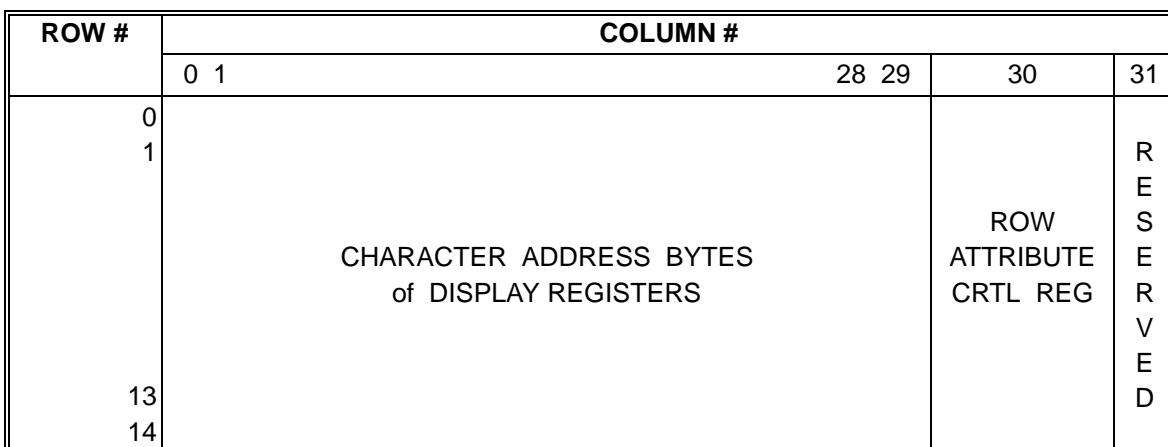 ROW # COLUMN #
0 1 28 29 30 31
0
1 R
E
ROW S
CHARACTER ADDRESS BYTES ATTRIBUTE E
of DISPLAY REGISTERS CRTL REG R
V
E
13 D
14